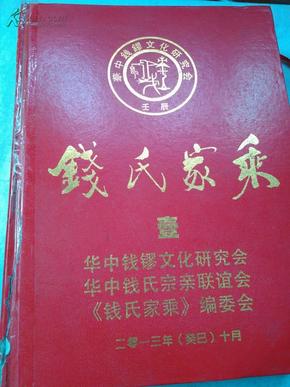 华中钱镠文化研究会
壬辰
錢氏家乘
壹
华中钱镠文化研究会
华中钱氏宗亲联谊会
《钱氏家乘》编委会
二零一三年（癸巳）十月